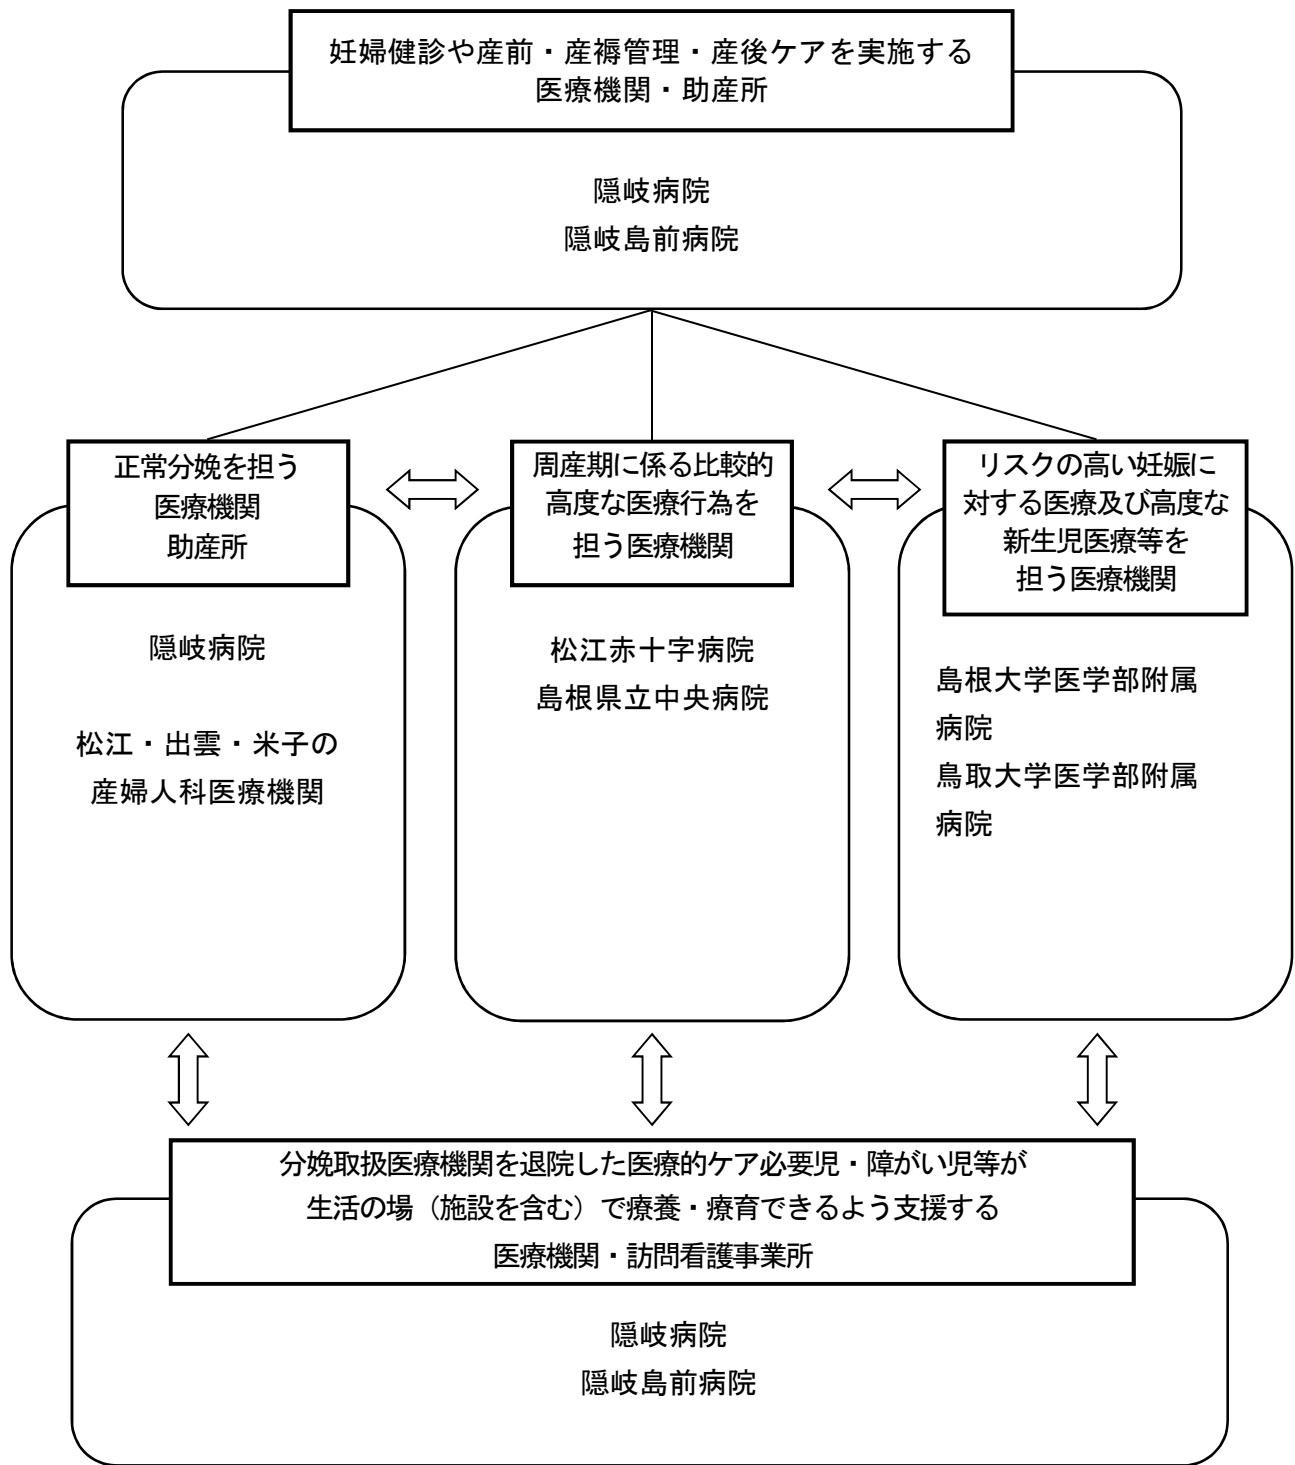 妊婦健診や産前・産褥管理・産後ケアを実施する
医療機関・助産所
隠岐病院
隠岐島前病院
正常分娩を担う
医療機関
助産所
隠岐病院
松江・出雲・米子の
産婦人科医療機関
周産期に係る比較的
高度な医療行為を
担う医療機関
松江赤十字病院
島根県立中央病院
リスクの高い妊娠に
対する医療及び高度な
新生児医療等を
担う医療機関
島根大学医学部附属
病院
鳥取大学医学部附属
病院
分娩取扱医療機関を退院した医療的ケア必要児・障がい児等が
生活の場（施設を含む）で療養・療育できるよう支援する
医療機関・訪問看護事業所
隠岐病院
隠岐島前病院